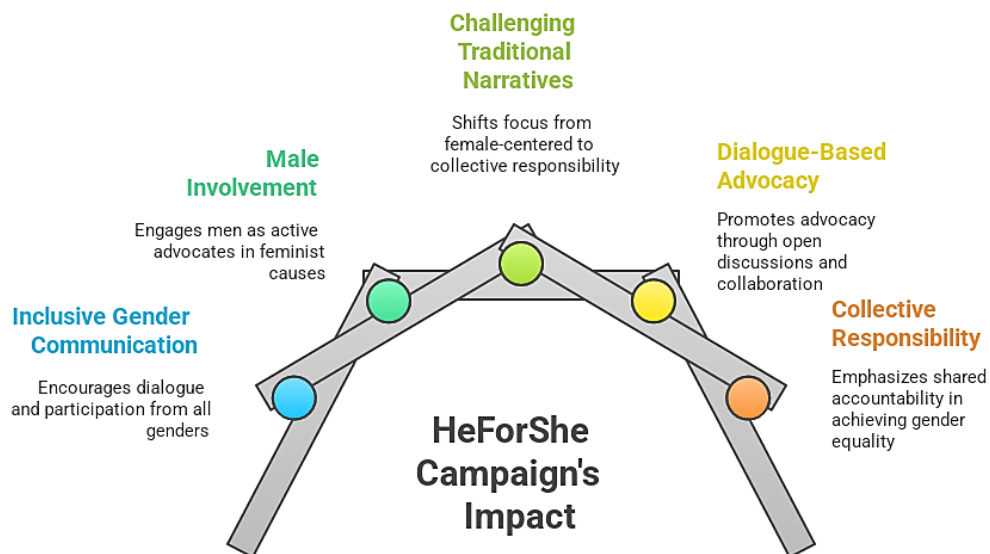 Challenging
Traditional
Narratives
Shifts focus from
female-centered to
collective responsibility
Male
Involvement
Engages men as active
advocates in feminist
causes
Dialogue-Based
Advocacy
Promotes advocacy
through open
discussions and
collaboration
Inclusive Gender
Communication
Encourages dialogue
and participation from all
genders
Collective
Responsibility
Emphasizes shared
accountability in
achieving gender
equality
HeForShe
Campaign's
Impact